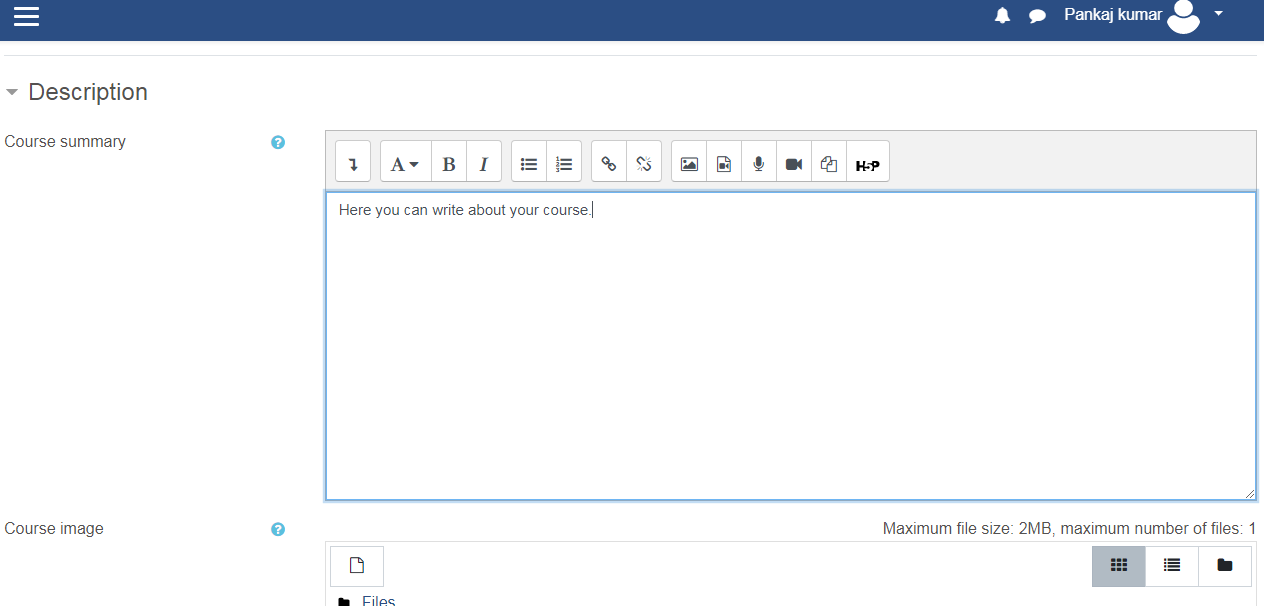 Pankaj kumar
Description
Course summary
A B I
H5P
Here you can write about your course.
Course image
Maximum file size: 2MB, maximum number of files: 1
Files